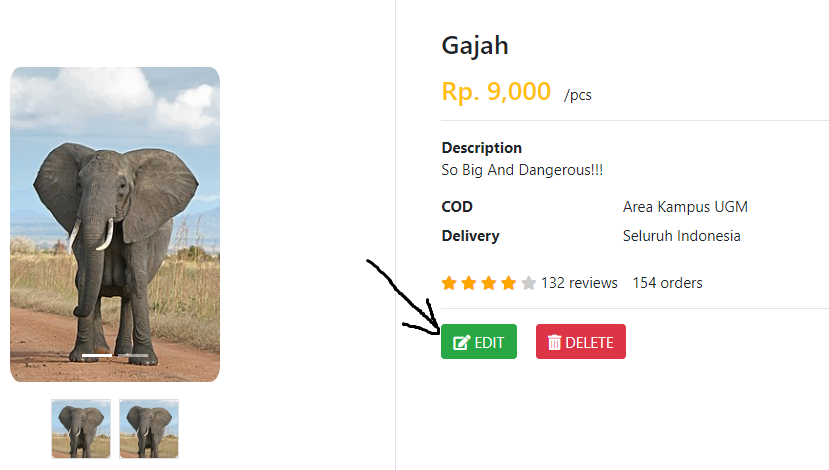 Gajah
Rp. 9,000 /pcs
Description
So Big And Dangerous!!!
COD Area Kampus UGM
Delivery Seluruh Indonesia
132 reviews 154 orders
EDIT DELETE